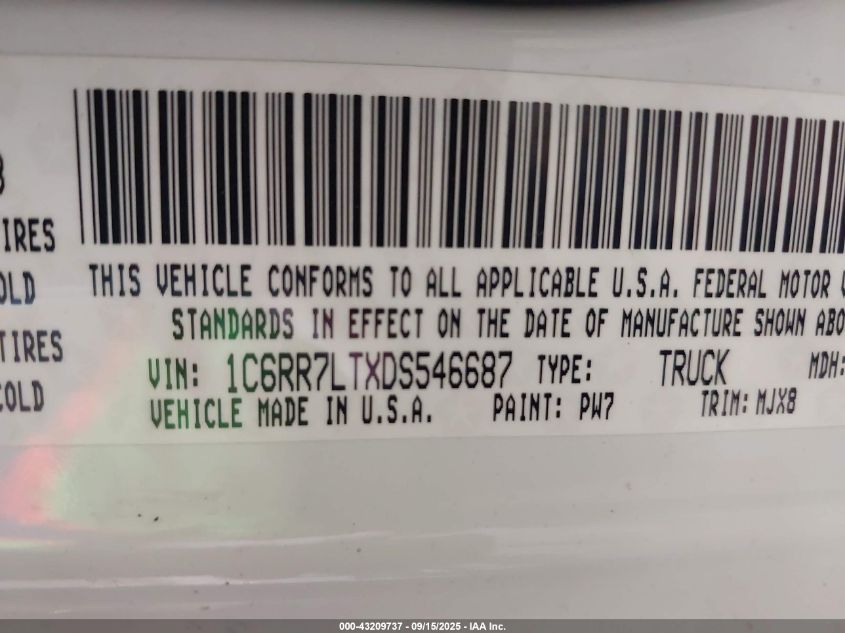 IRES
OLD
TIRES
COLD
THIS VEHICLE CONFORMS TO ALL APPLICABLE U.S.A. FEDERAL MOTOR
STANDARDS IN EFFECT ON THE DATE OF MANUFACTURE SHOWN ABO
VIN: 1C6RR7LTXDS546687 TYPE: TRUCK MDH:
VEHICLE MADE IN U.S.A. PAINT: PW7 TRIM: MJX8
000-43209737 - 09/15/2025 - IAA Inc.